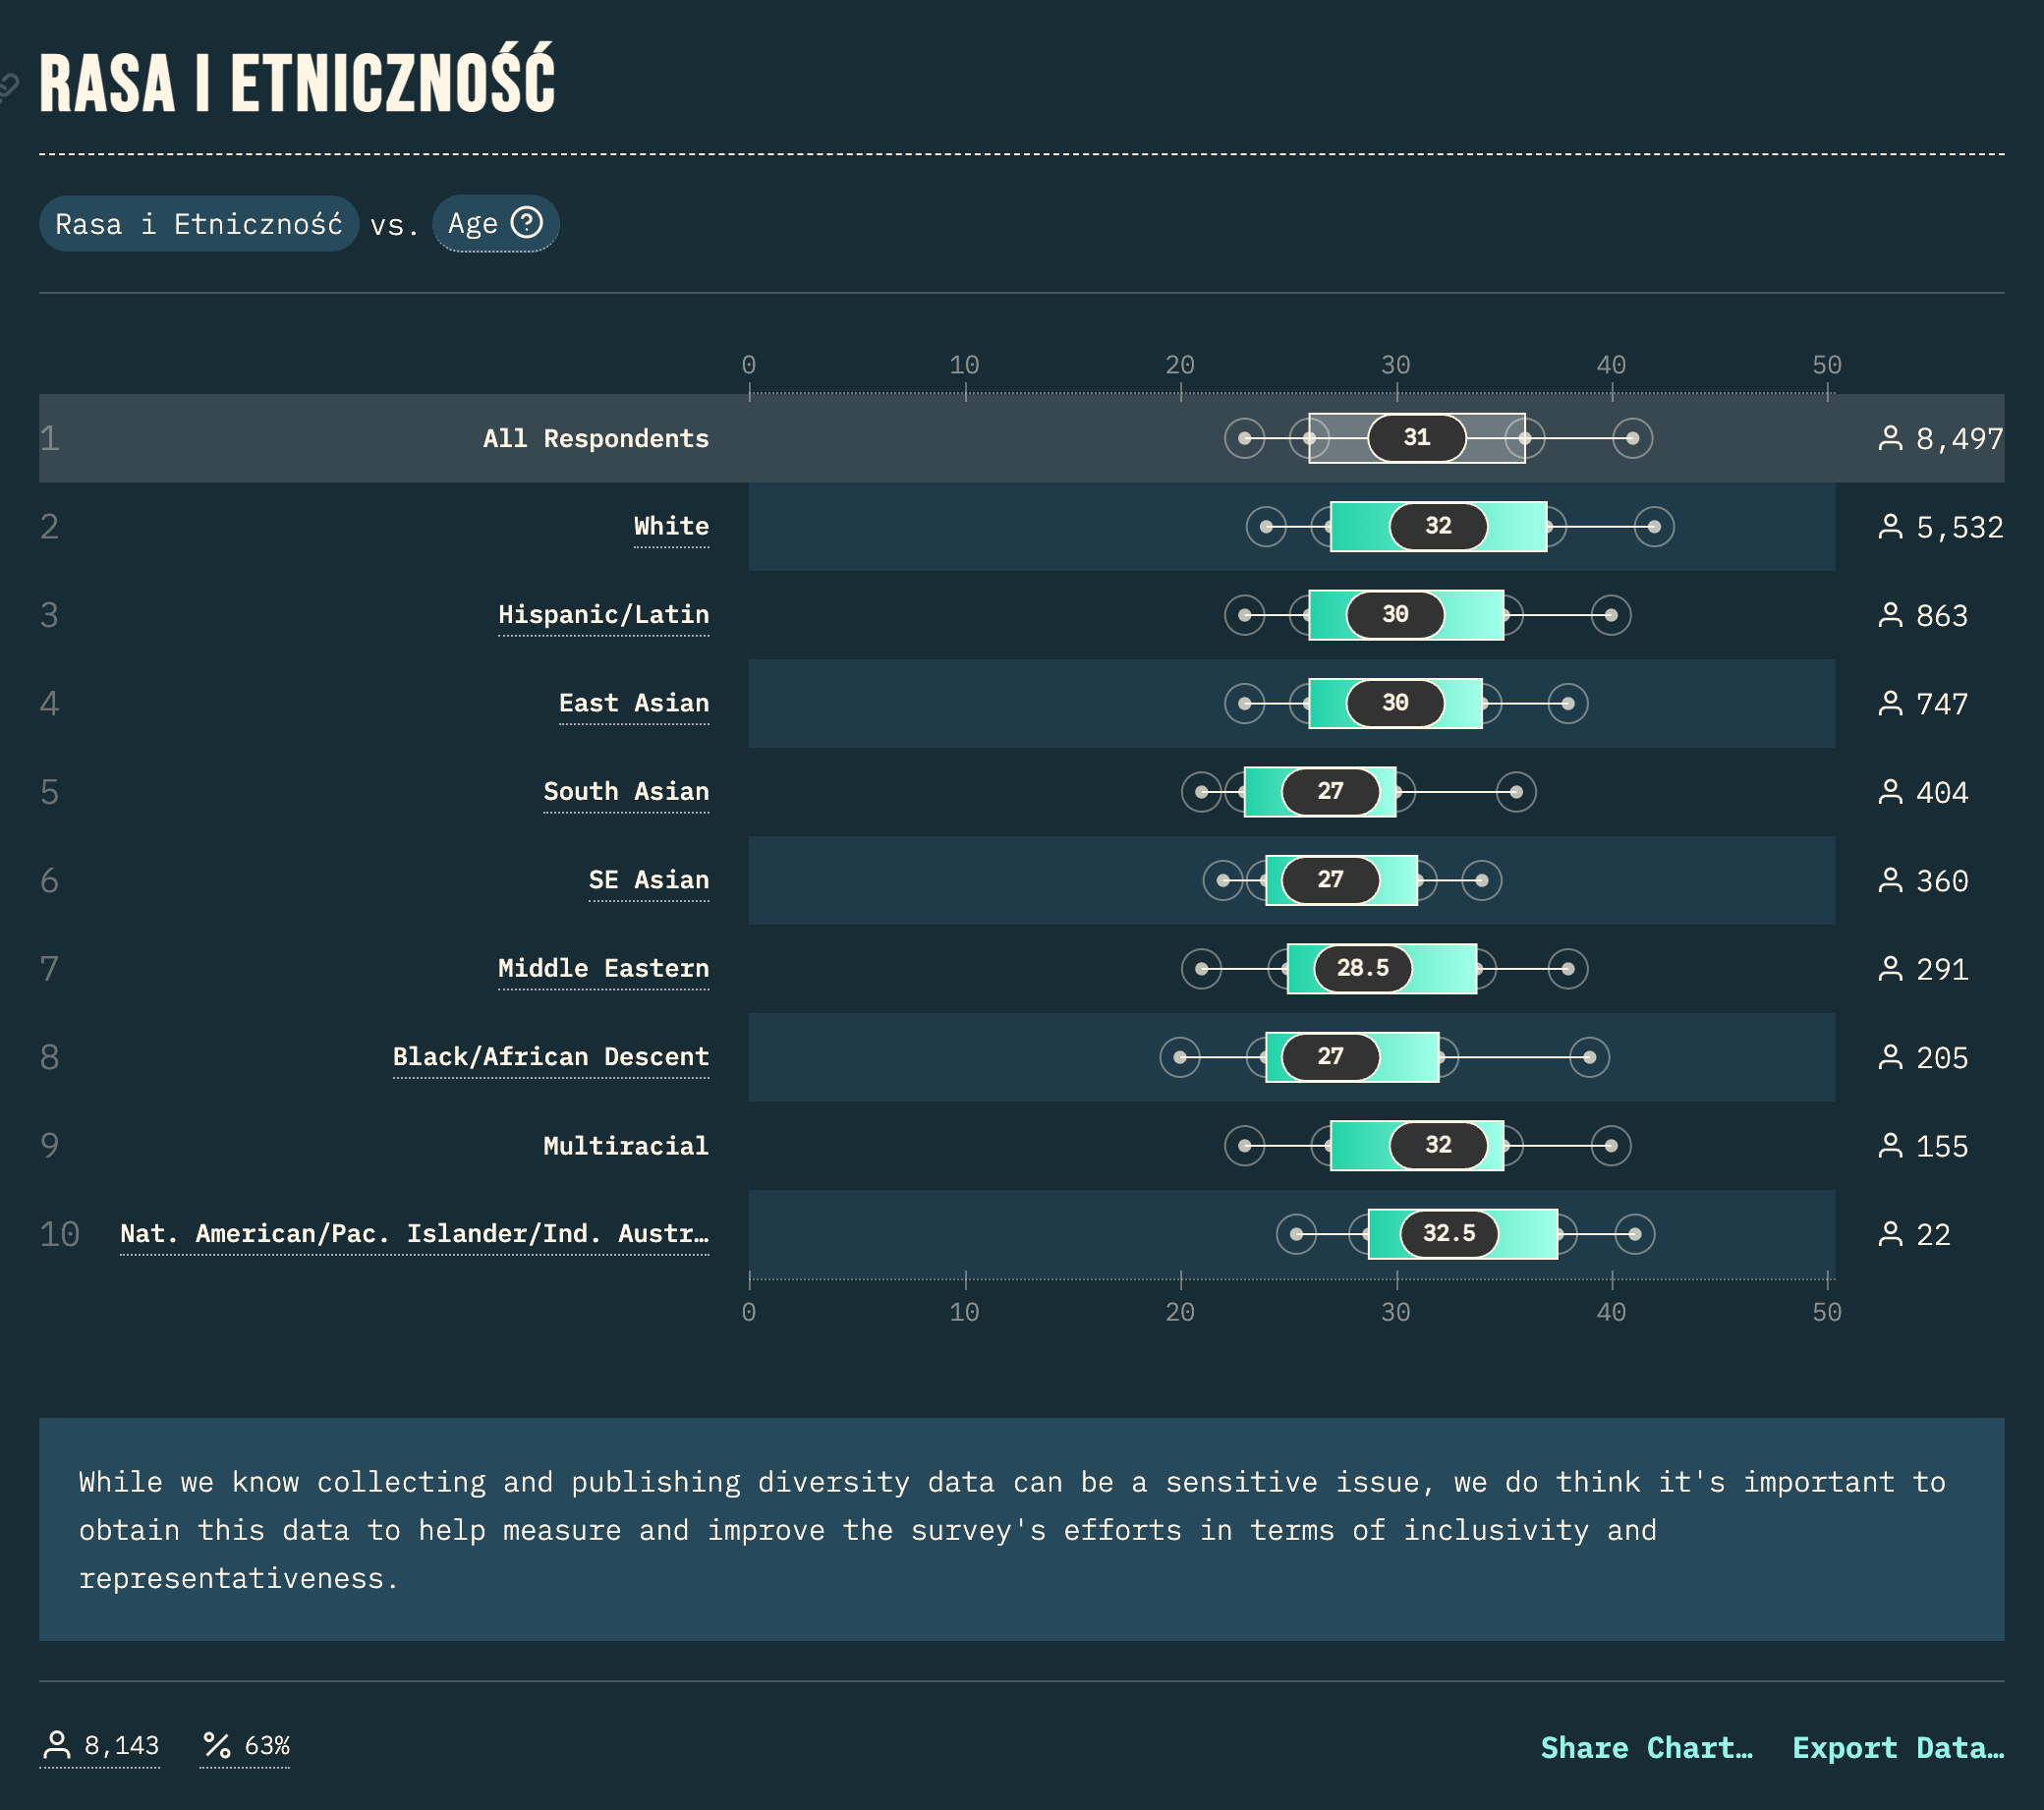 RASA I ETNICZNOŚĆ
Rasa i Etniczność vs. Age
0 10 20 30 40 50
1 All Respondents 31 8,497
2 White 32 5,532
3 Hispanic/Latin 30 863
4 East Asian 30 747
5 South Asian 27 404
6 SE Asian 27 360
7 Middle Eastern 28.5 291
8 Black/African Descent 27 205
9 Multiracial 32 155
10 Nat. American/Pac. Islander/Ind. Austr… 32.5 22
0 10 20 30 40 50
While we know collecting and publishing diversity data can be a sensitive issue, we do think it's important to
obtain this data to help measure and improve the survey's efforts in terms of inclusivity and
representativeness.
8,143 63% Share Chart… Export Data…